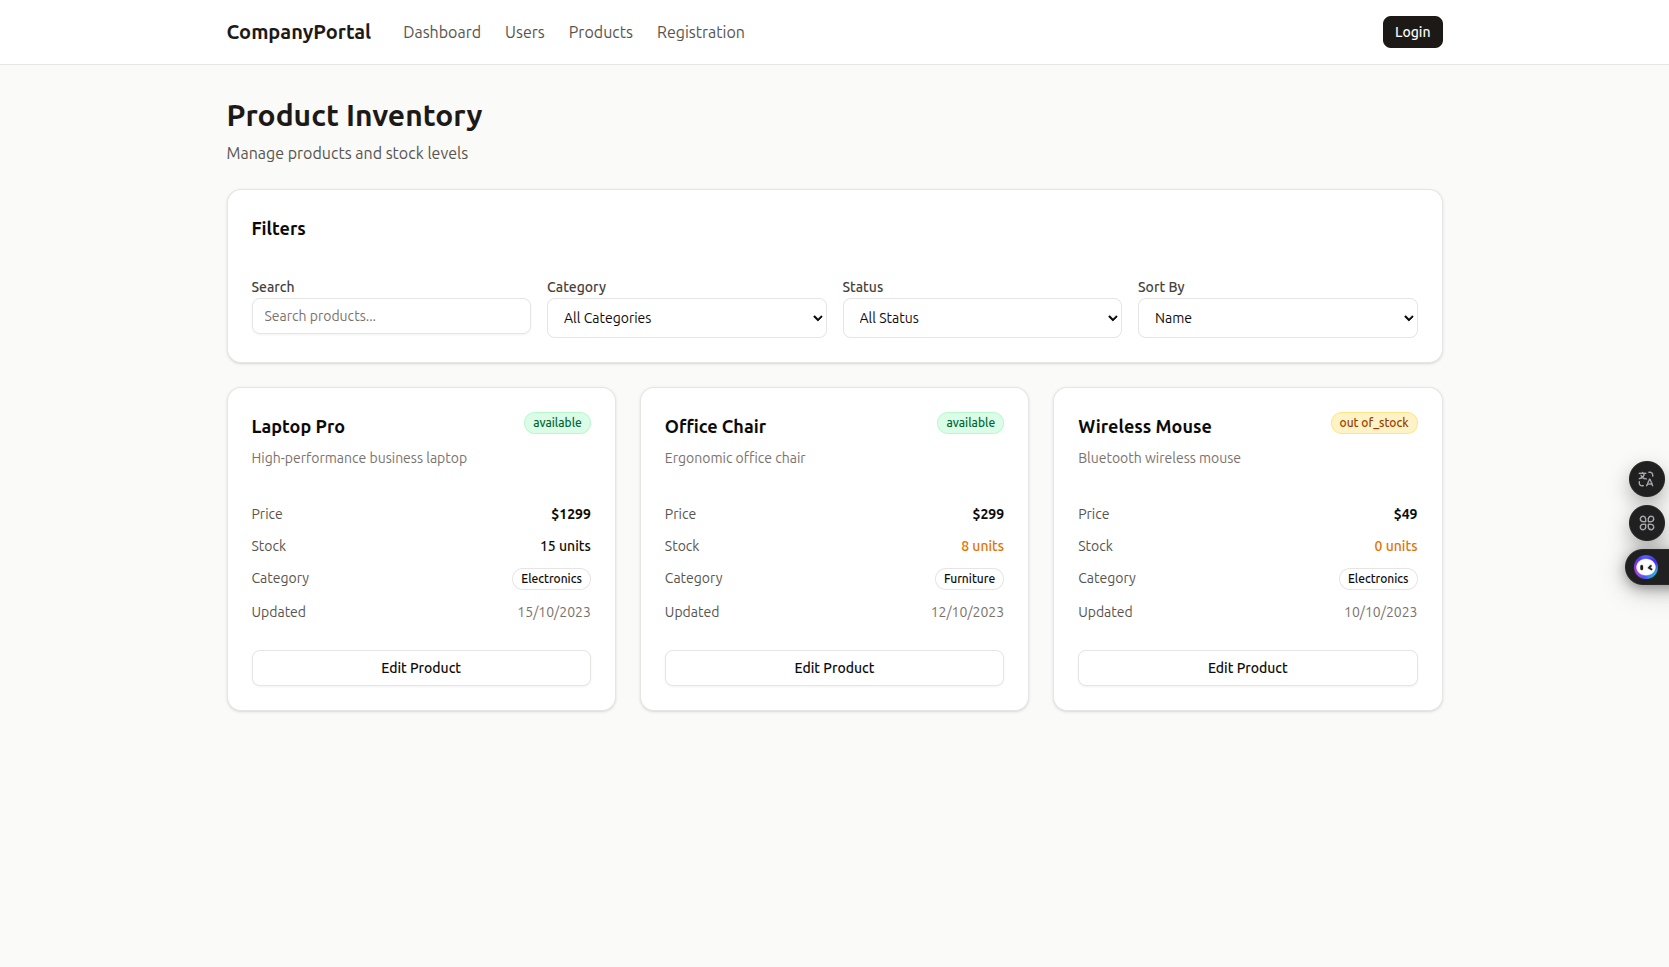 CompanyPortal Dashboard Users Products Registration Login
Product Inventory
Manage products and stock levels
Filters
Search Category Status Sort By
Search products... All Categories All Status Name
Laptop Pro available
High-performance business laptop
Price $1299
Stock 15 units
Category Electronics
Updated 15/10/2023
Edit Product
Office Chair available
Ergonomic office chair
Price $299
Stock 8 units
Category Furniture
Updated 12/10/2023
Edit Product
Wireless Mouse out of_stock
Bluetooth wireless mouse
Price $49
Stock 0 units
Category Electronics
Updated 10/10/2023
Edit Product